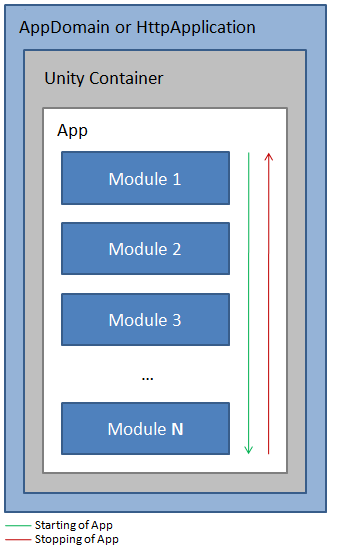 AppDomain or HttpApplication
Unity Container
App
Module 1
Module 2
Module 3
...
Module N
Starting of App
Stopping of App